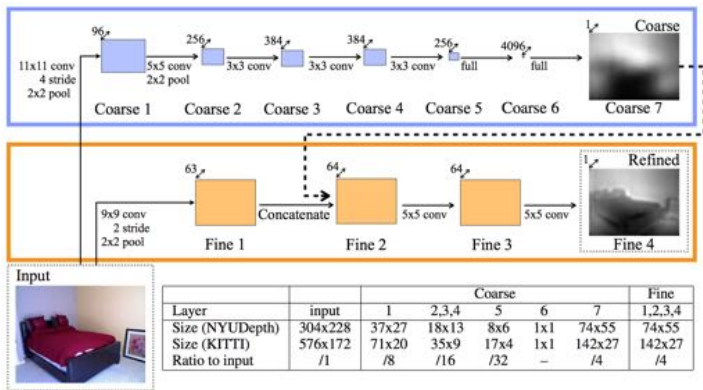 96
256
384
384
256
4096
1
Coarse
11x11 conv
4 stride
2x2 pool
5x5 conv
2x2 pool
3x3 conv
3x3 conv
3x3 conv
full
full
Coarse 1
Coarse 2
Coarse 3
Coarse 4
Coarse 5
Coarse 6
Coarse 7
63
64
64
1
Refined
9x9 conv
2 stride
2x2 pool
Concatenate
5x5 conv
5x5 conv
Fine 1
Fine 2
Fine 3
Fine 4
Input
Coarse Fine
Layer input 1 2,3,4 5 6 7 1,2,3,4
Size (NYUDepth) 304x228 37x27 18x13 8x6 1x1 74x55 74x55
Size (KITTI) 576x172 71x20 35x9 17x4 1x1 142x27 142x27
Ratio to input /1 /8 /16 /32 – /4 /4